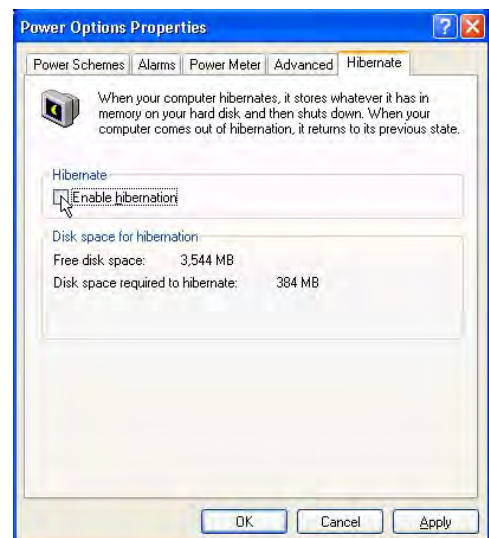 Power Options Properties
Power Schemes Alarms Power Meter Advanced Hibernate
When your computer hibernates, it stores whatever it has in
memory on your hard disk and then shuts down. When your
computer comes out of hibernation, it returns to its previous state.
Hibernate
Enable hibernation
Disk space for hibernation
Free disk space: 3,544 MB
Disk space required to hibernate: 384 MB
OK Cancel Apply